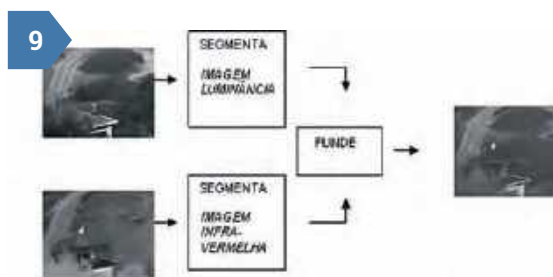 9
SEGMENTA
IMAGEM
LUMINÂNCIA
FUNDE
SEGMENTA
IMAGEM
INFRA-
VERMELHA